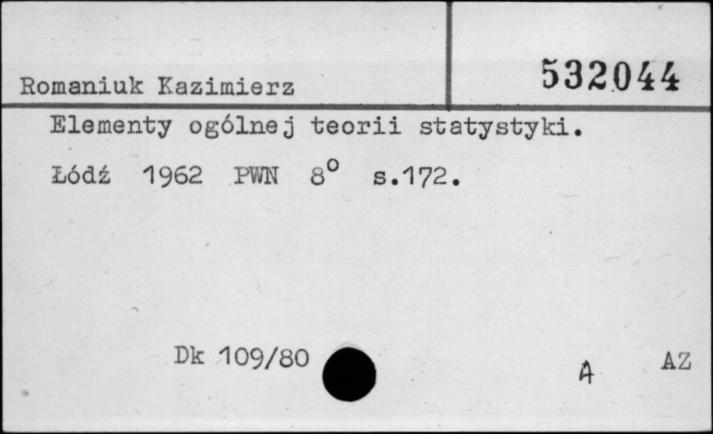 Romaniuk Kazimierz
532044
Elementy ogólnej teorii statystyki.
Łódź 1962 PWN 8° s.172.
Dk 109/80
A AZ